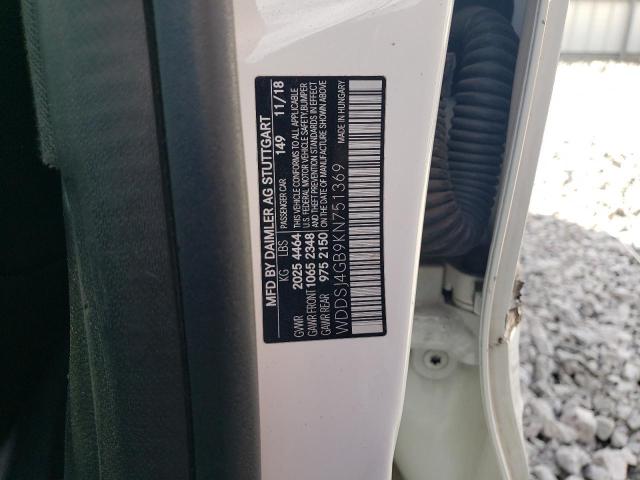 MFD BY DAIMLER AG STUTTGART
KG LBS PASSENGER CAR 149 11/18
GVWR 2025 4464 THIS VEHICLE CONFORMS TO ALL APPLICABLE
GAWR FRONT 1065 2348 U.S. FEDERAL MOTOR VEHICLE SAFETY, BUMPER
GAWR REAR 975 2150 AND THEFT PREVENTION STANDARDS IN EFFECT
ON THE DATE OF MANUFACTURE SHOWN ABOVE
WDDSJ4GB9KN751369 MADE IN HUNGARY